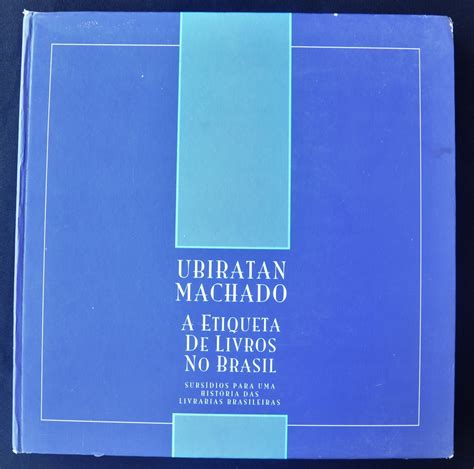 UBIRATAN
MACHADO
A ETIQUETA
DE LIVROS
NO BRASIL
SUBSÍDIOS PARA UMA
HISTÓRIA DAS
LIVRARIAS BRASILEIRAS